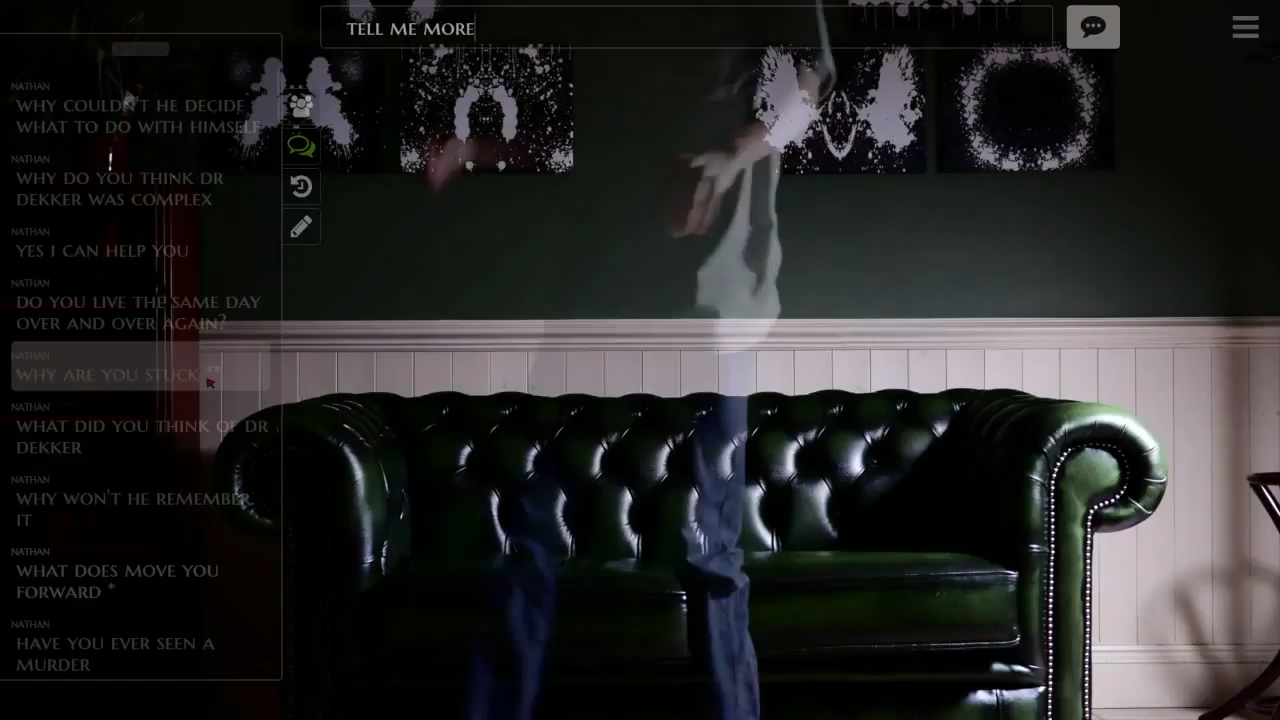 TELL ME MORE
NATHAN
WHY COULDN'T HE DECIDE
WHAT TO DO WITH HIMSELF
NATHAN
WHY DO YOU THINK DR
DEKKER WAS COMPLEX
NATHAN
YES I CAN HELP YOU
NATHAN
DO YOU LIVE THE SAME DAY
OVER AND OVER AGAIN?
NATHAN
WHY ARE YOU STUCK **
NATHAN
WHAT DID YOU THINK OF DR
DEKKER
NATHAN
WHY WON'T HE REMEMBER
IT
NATHAN
WHAT DOES MOVE YOU
FORWARD *
NATHAN
HAVE YOU EVER SEEN A
MURDER